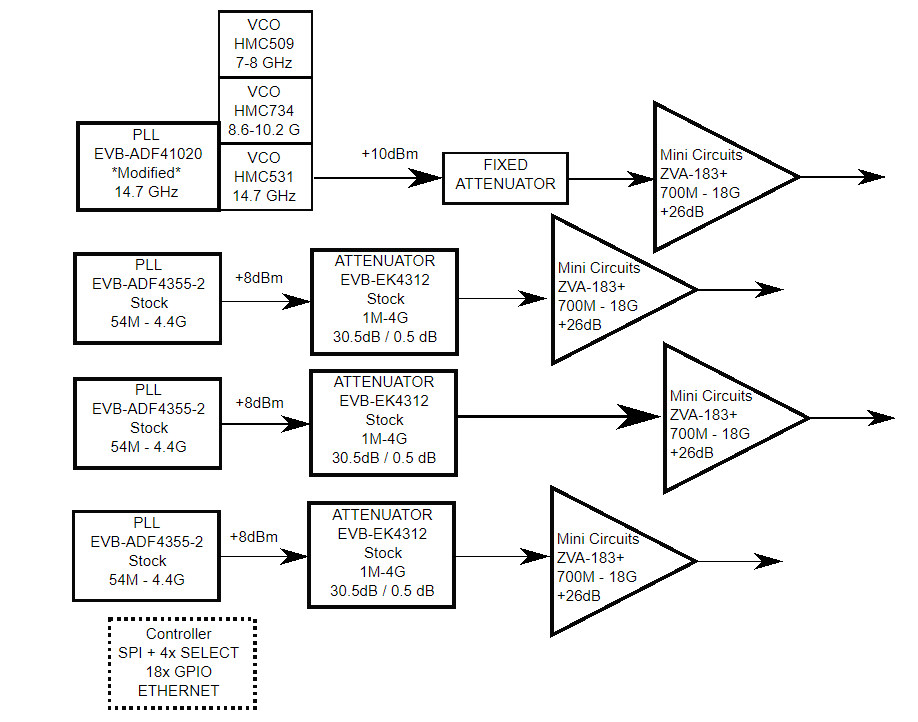 VCO
HMC509
7-8 GHz
VCO
HMC734
8.6-10.2 G
PLL
EVB-ADF41020
*Modified*
14.7 GHz
VCO
HMC531
14.7 GHz
+10dBm
FIXED
ATTENUATOR
Mini Circuits
ZVA-183+
700M - 18G
+26dB
PLL
EVB-ADF4355-2
Stock
54M - 4.4G
+8dBm
ATTENUATOR
EVB-EK4312
Stock
1M-4G
30.5dB / 0.5 dB
Mini Circuits
ZVA-183+
700M - 18G
+26dB
PLL
EVB-ADF4355-2
Stock
54M - 4.4G
+8dBm
ATTENUATOR
EVB-EK4312
Stock
1M-4G
30.5dB / 0.5 dB
Mini Circuits
ZVA-183+
700M - 18G
+26dB
PLL
EVB-ADF4355-2
Stock
54M - 4.4G
+8dBm
ATTENUATOR
EVB-EK4312
Stock
1M-4G
30.5dB / 0.5 dB
Mini Circuits
ZVA-183+
700M - 18G
+26dB
Controller
SPI + 4x SELECT
18x GPIO
ETHERNET